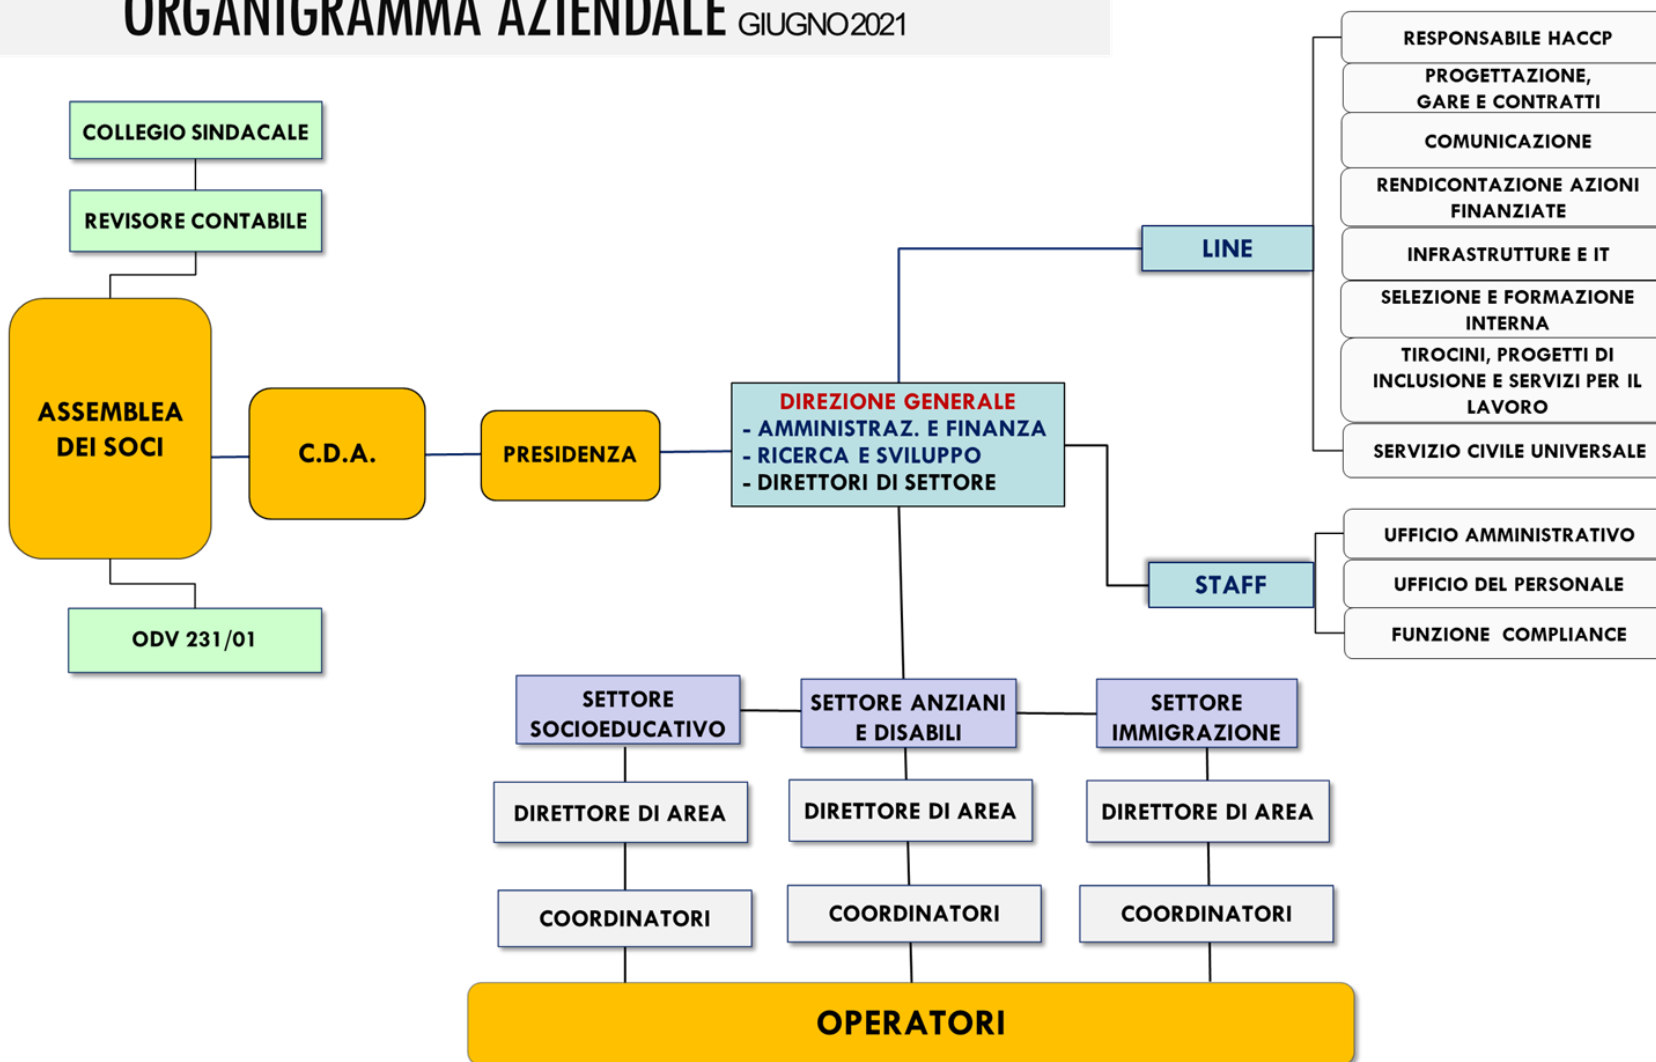 ORGANIGRAMMA AZIENDALE GIUGNO 2021
COLLEGIO SINDACALE
REVISORE CONTABILE
ASSEMBLEA
DEI SOCI
ODV 231/01
C.D.A.
PRESIDENZA
DIREZIONE GENERALE
- AMMINISTRAZ. E FINANZA
- RICERCA E SVILUPPO
- DIRETTORI DI SETTORE
LINE
RESPONSABILE HACCP
PROGETTAZIONE,
GARE E CONTRATTI
COMUNICAZIONE
RENDICONTAZIONE AZIONI
FINANZIATE
INFRASTRUTTURE E IT
SELEZIONE E FORMAZIONE
INTERNA
TIROCINI, PROGETTI DI
INCLUSIONE E SERVIZI PER IL
LAVORO
SERVIZIO CIVILE UNIVERSALE
STAFF
UFFICIO AMMINISTRATIVO
UFFICIO DEL PERSONALE
FUNZIONE COMPLIANCE
SETTORE
SOCIOEDUCATIVO
DIRETTORE DI AREA
COORDINATORI
SETTORE ANZIANI
E DISABILI
DIRETTORE DI AREA
COORDINATORI
SETTORE
IMMIGRAZIONE
DIRETTORE DI AREA
COORDINATORI
OPERATORI